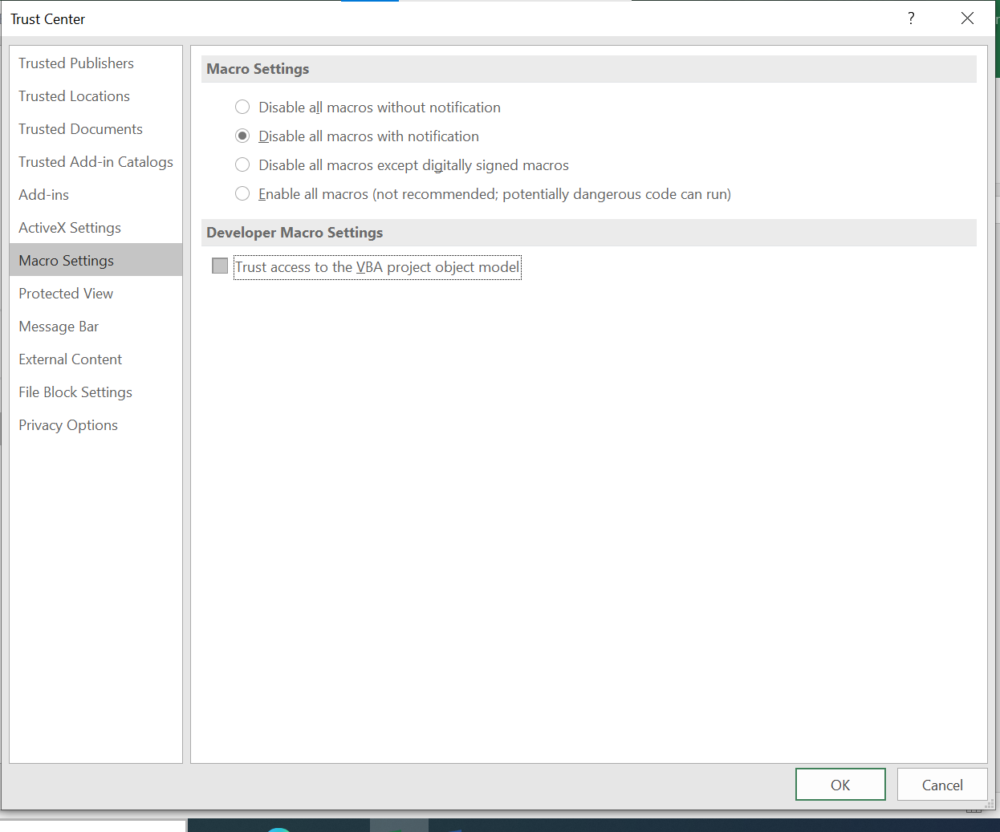 Trust Center
?
Trusted Publishers
Trusted Locations
Trusted Documents
Trusted Add-in Catalogs
Add-ins
ActiveX Settings
Macro Settings
Protected View
Message Bar
External Content
File Block Settings
Privacy Options
Macro Settings
Disable all macros without notification
Disable all macros with notification
Disable all macros except digitally signed macros
Enable all macros (not recommended; potentially dangerous code can run)
Developer Macro Settings
Trust access to the VBA project object model
OK
Cancel